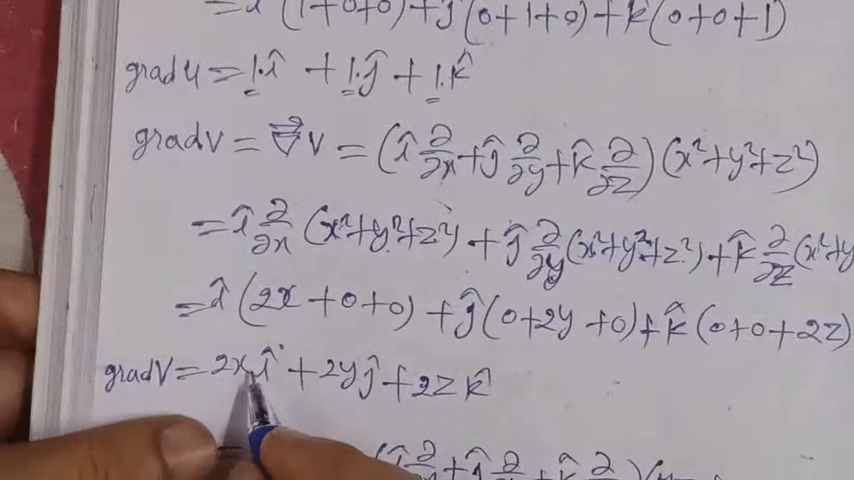 = î (1+0+0) + ĵ (0+1+0) + k̂ (0+0+1)
grad u = 1.î + 1.ĵ + 1.k̂
grad v = ∇⃗ v = (î ∂/∂x + ĵ ∂/∂y + k̂ ∂/∂z) (x²+y²+z²)
= î ∂/∂x (x²+y²+z²) + ĵ ∂/∂y (x²+y²+z²) + k̂ ∂/∂z (x²+y
= î (2x + 0 + 0) + ĵ (0 + 2y + 0) + k̂ (0 + 0 + 2z)
grad v = 2x î + 2y ĵ + 2z k̂
(î ∂/∂x + ĵ ∂/∂ + k̂ ∂/∂ ) (